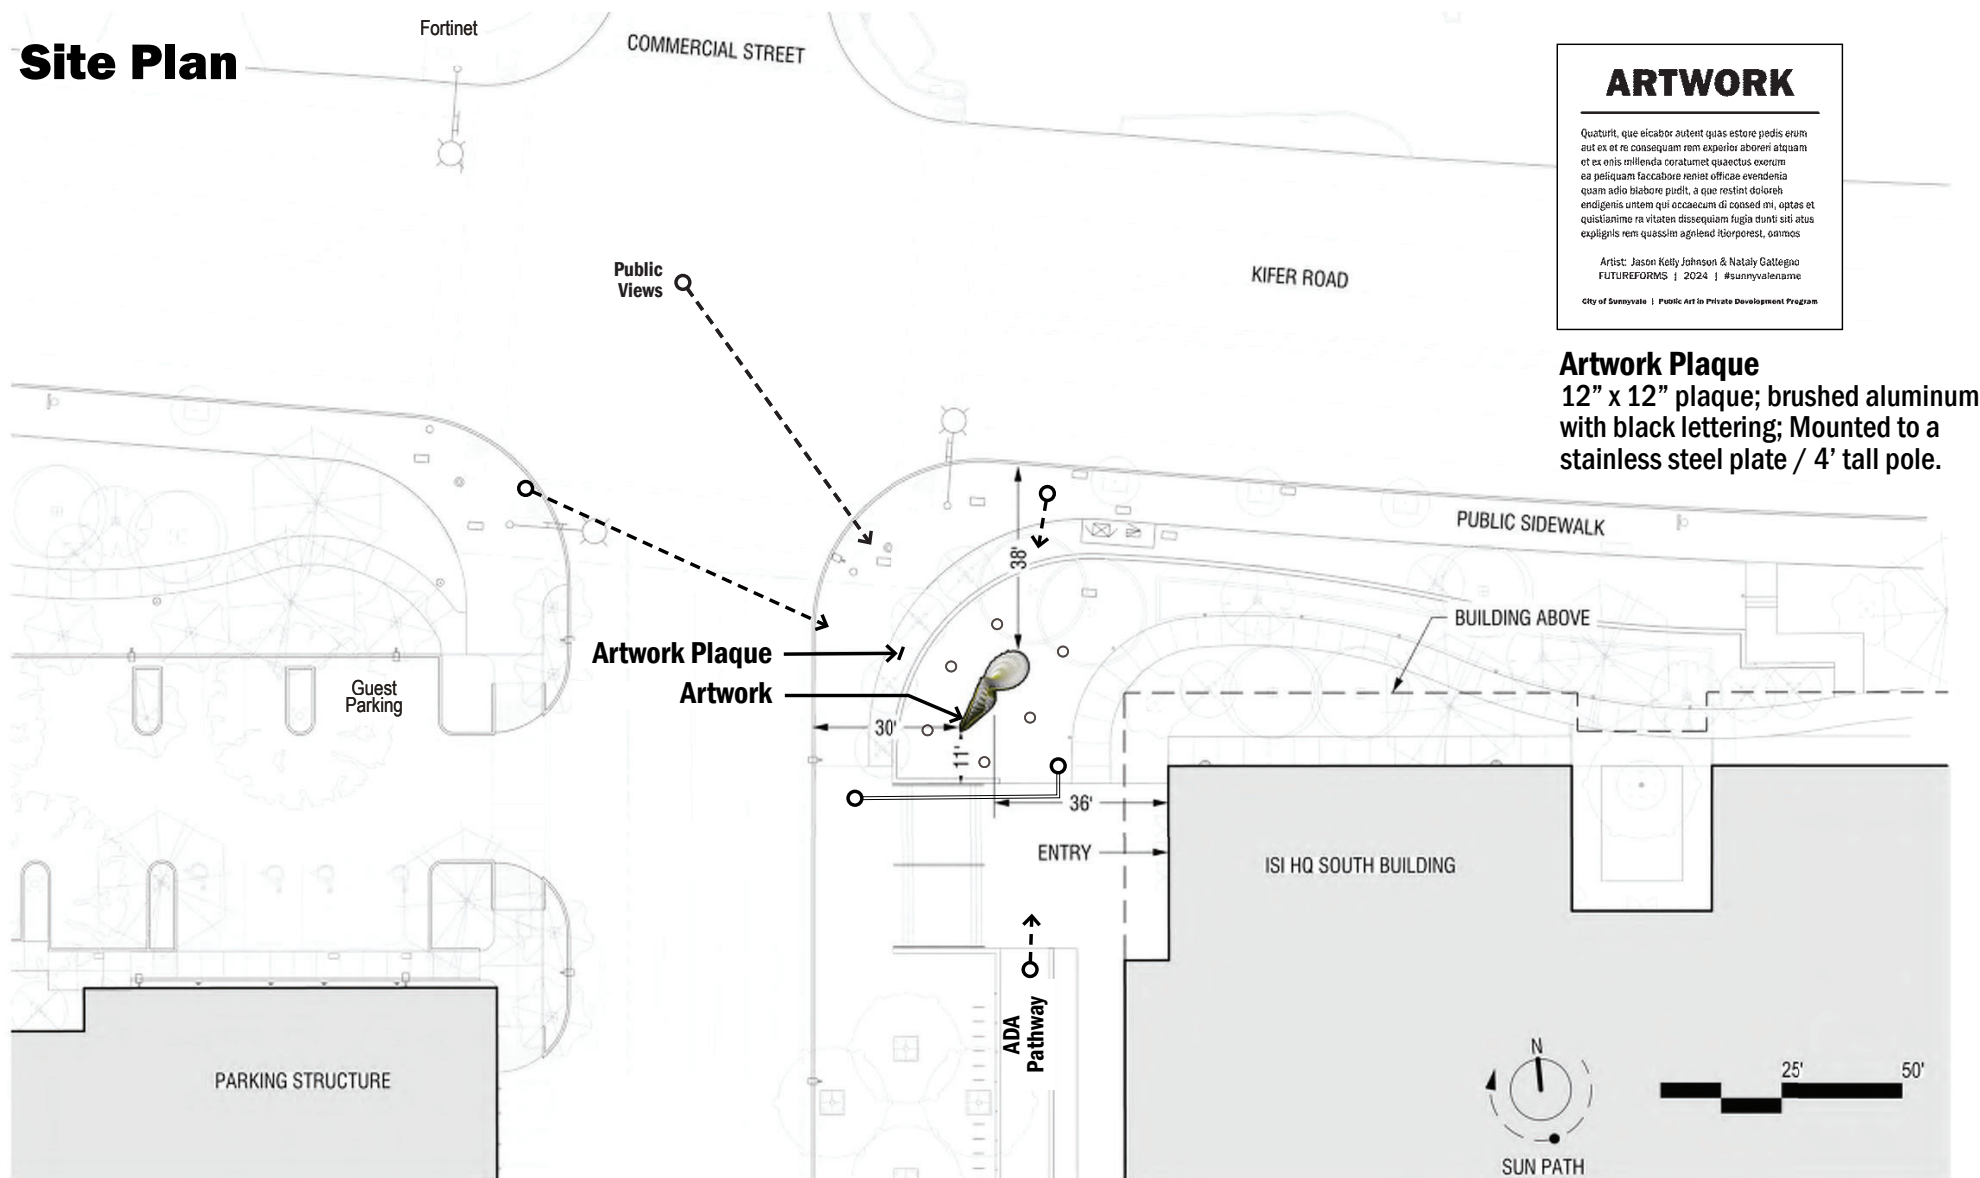 Site Plan
Fortinet
COMMERCIAL STREET
ARTWORK
Quaturit, que eicabor autent quas estore pedis erum
aut ex et re consequam rem experior aboreri atquam
et ex enis millenda coratumet quaectus exerum
ea peliquam faccabore reniet officae evendenia
quam adio blabore pudit, a que restint doloreh
endigenis untem qui occaecum di consed mi, optas et
quistianime ra vitaten dissequiam fugia dunti siti atus
explignis rem quassim agniend itiorporest, ommos
Artist: Jason Kelly Johnson & Nataly Gattegno
FUTUREFORMS | 2024 | #sunnyvalename
City of Sunnyvale | Public Art in Private Development Program
Public
Views
KIFER ROAD
Artwork Plaque
12” x 12” plaque; brushed aluminum
with black lettering; Mounted to a
stainless steel plate / 4’ tall pole.
PUBLIC SIDEWALK
38'
BUILDING ABOVE
Artwork Plaque
Artwork
Guest
Parking
30'
11'
36'
ENTRY
ISI HQ SOUTH BUILDING
ADA
Pathway
PARKING STRUCTURE
N
SUN PATH
25'
50'